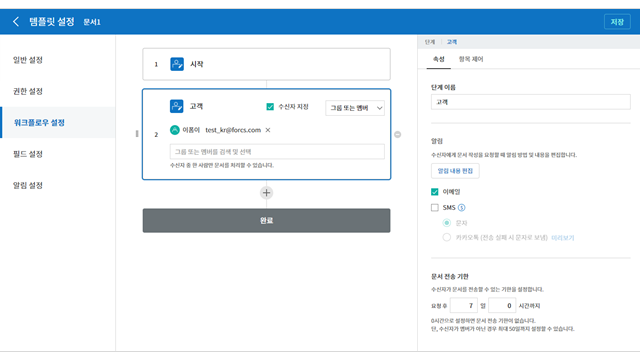 템플릿 설정 문서1
저장
일반 설정
권한 설정
워크플로우 설정
필드 설정
알림 설정
1 시작
2 고객
수신자 지정
그룹 또는 멤버
이폼이 test_kr@forcs.com
그룹 또는 멤버를 검색 및 선택
수신자 중 한 사람만 문서를 처리할 수 있습니다.
완료
단계 고객
속성 항목 제어
단계 이름
고객
알림
수신자에게 문서 작성을 요청할 때 알림 방법 및 내용을 편집합니다.
알림 내용 편집
이메일
SMS
문자
카카오톡 (전송 실패 시 문자로 보냄) 미리보기
문서 전송 기한
수신자가 문서를 전송할 수 있는 기한을 설정합니다.
요청 후 7 일 0 시간까지
0시간으로 설정하면 문서 전송 기한이 없습니다.
단, 수신자가 멤버가 아닌 경우 최대 50일까지 설정할 수 있습니다.